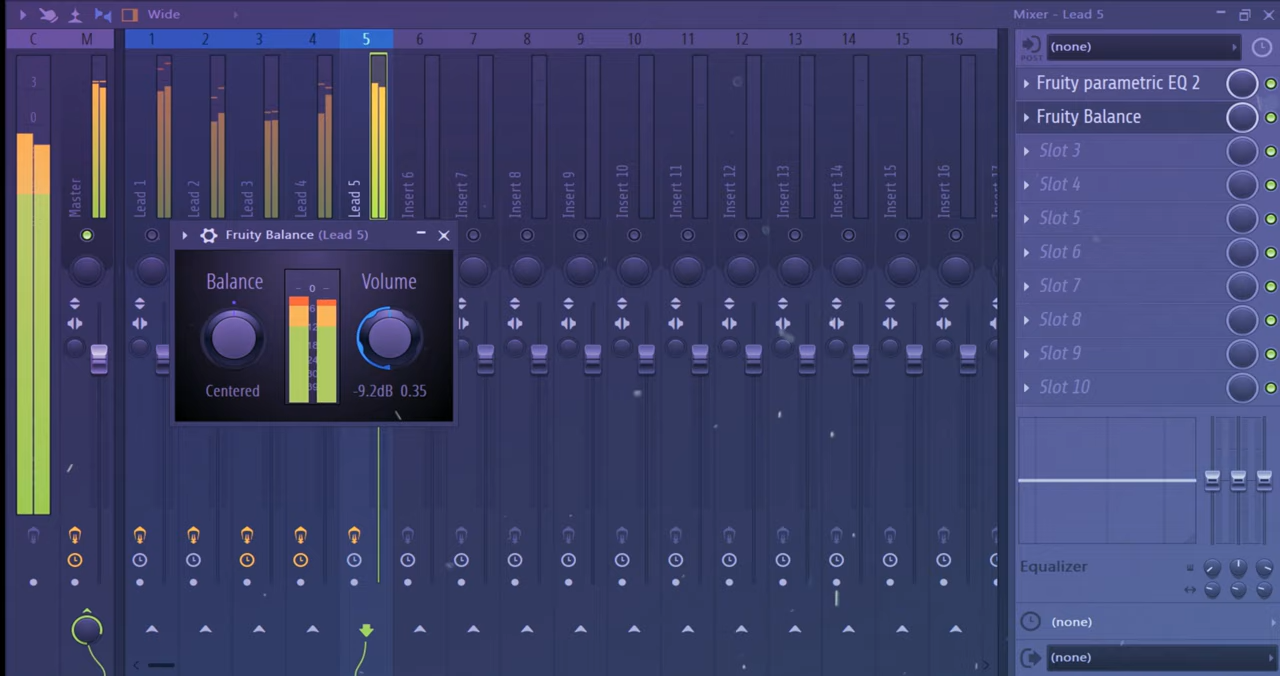 Wide
Mixer - Lead 5
C M 1 2 3 4 5 6 7 8 9 10 11 12 13 14 15 16
3
0
Master
Lead 1
Lead 2
Lead 3
Lead 4
Lead 5
Insert 6
Insert 7
Insert 8
Insert 9
Insert 10
Insert 11
Insert 12
Insert 13
Insert 14
Insert 15
Insert 16
POST
(none)
Fruity parametric EQ 2
Fruity Balance
Slot 3
Slot 4
Slot 5
Slot 6
Slot 7
Slot 8
Slot 9
Slot 10
Fruity Balance (Lead 5)
Balance
Volume
0
Centered
-9.2dB 0.35
Equalizer
(none)
(none)